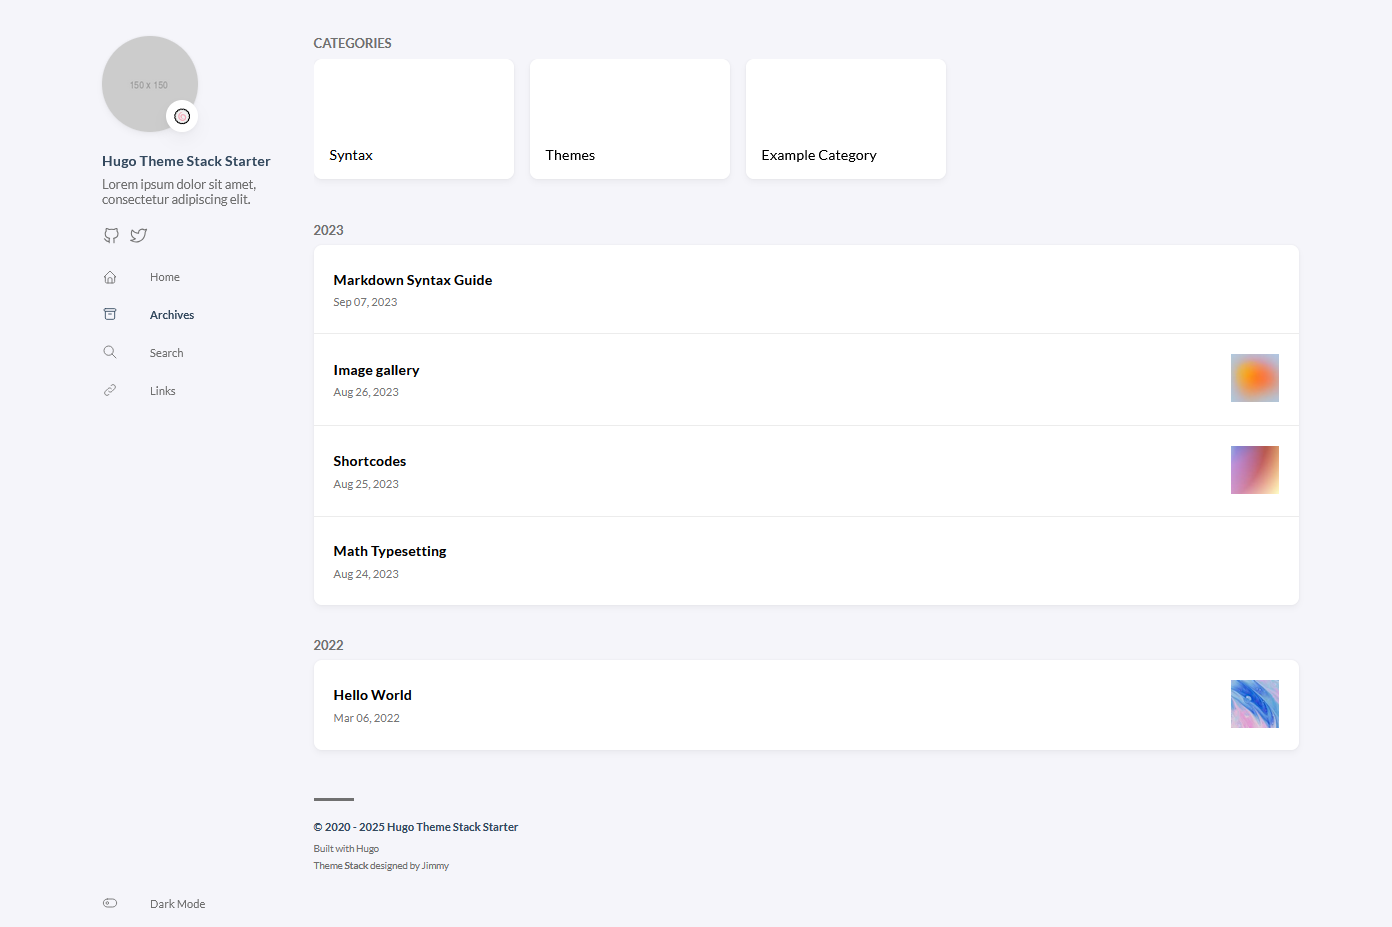 150 x 150
Hugo Theme Stack Starter
Lorem ipsum dolor sit amet,
consectetur adipiscing elit.
Home
Archives
Search
Links
Dark Mode
CATEGORIES
Syntax
Themes
Example Category
2023
Markdown Syntax Guide
Sep 07, 2023
Image gallery
Aug 26, 2023
Shortcodes
Aug 25, 2023
Math Typesetting
Aug 24, 2023
2022
Hello World
Mar 06, 2022
© 2020 - 2025 Hugo Theme Stack Starter
Built with Hugo
Theme Stack designed by Jimmy